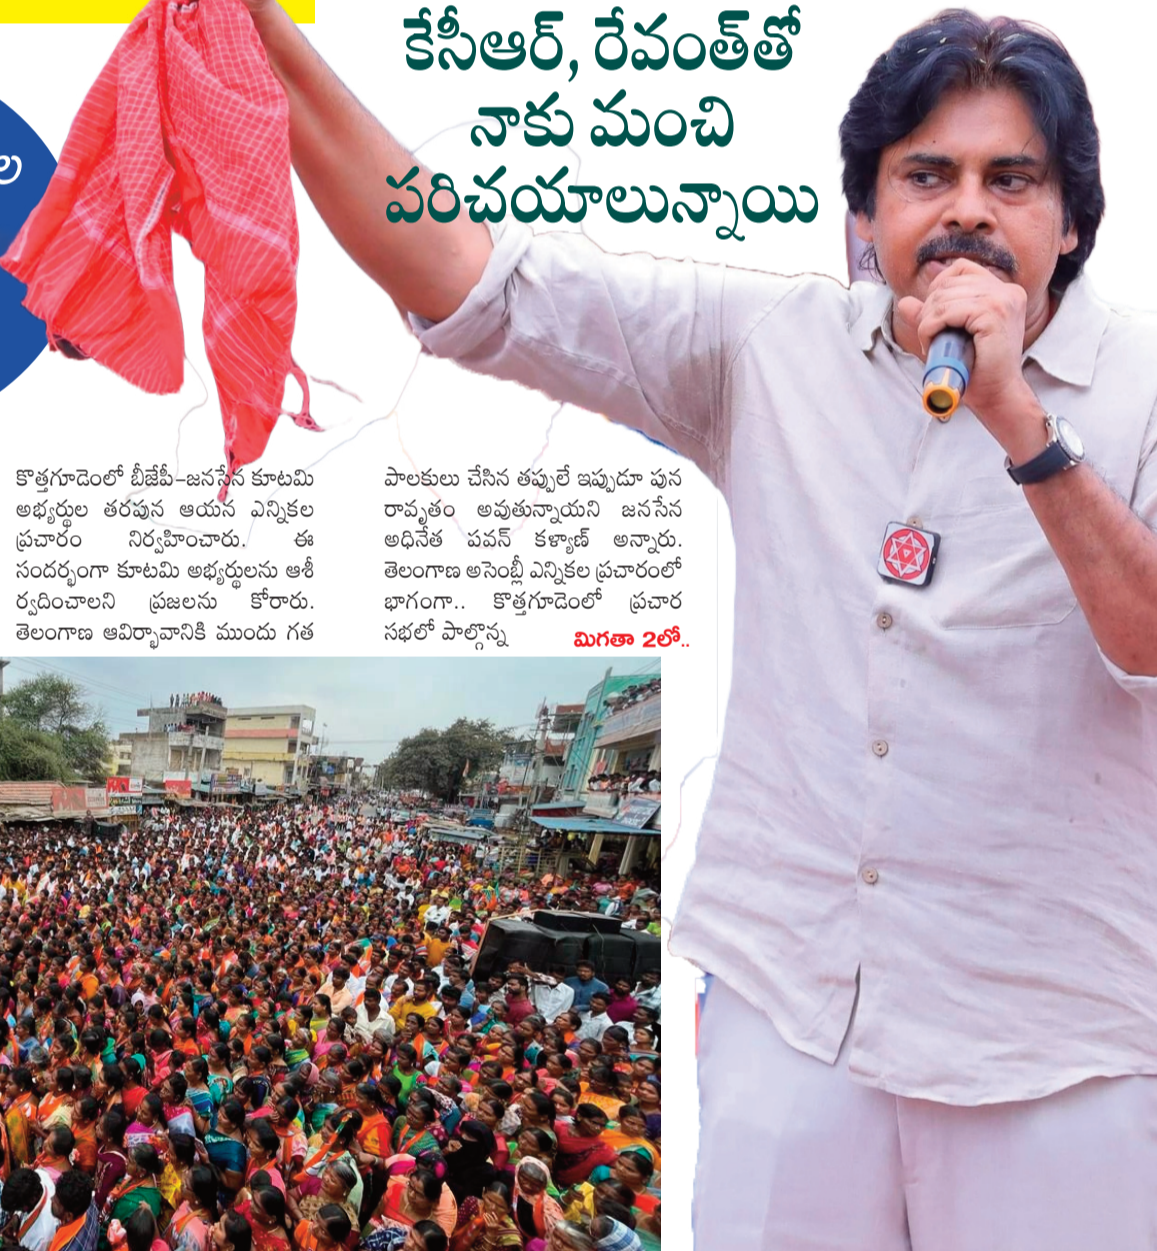 కేసీఆర్, రేవంత్‌తో
నాకు మంచి
పరిచయాలున్నాయి
ల
కొత్తగూడెంలో బీజేపీ-జనసేన కూటమి
అభ్యర్థుల తరపున ఆయన ఎన్నికల
ప్రచారం నిర్వహించారు. ఈ
సందర్భంగా కూటమి అభ్యర్థులను ఆశీ
ర్వదించాలని ప్రజలను కోరారు.
తెలంగాణ ఆవిర్భావానికి ముందు గత
పాలకులు చేసిన తప్పులే ఇప్పుడూ పున
రావృతం అవుతున్నాయని జనసేన
అధినేత పవన్ కళ్యాణ్ అన్నారు.
తెలంగాణ అసెంబ్లీ ఎన్నికల ప్రచారంలో
భాగంగా.. కొత్తగూడెంలో ప్రచార
సభలో పాల్గొన్న
మిగతా 2లో..